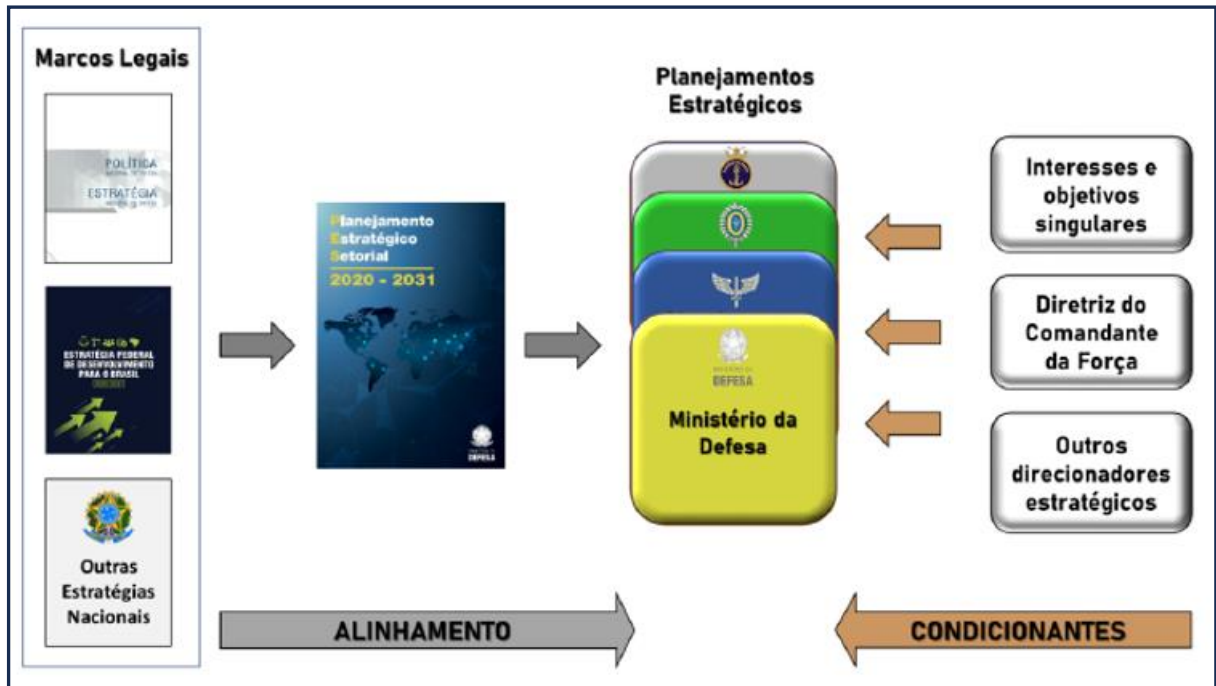 Marcos Legais
POLÍTICA
ESTRATÉGIA
ESTRATÉGIA FEDERAL
DE DESENVOLVIMENTO
PARA O BRASIL
Outras
Estratégias
Nacionais
Planejamento
Estratégico
Setorial
2020 - 2031
DEFESA
Planejamentos
Estratégicos
DEFESA
Ministério da
Defesa
Interesses e
objetivos
singulares
Diretriz do
Comandante
da Força
Outros
direcionadores
estratégicos
ALINHAMENTO
CONDICIONANTES